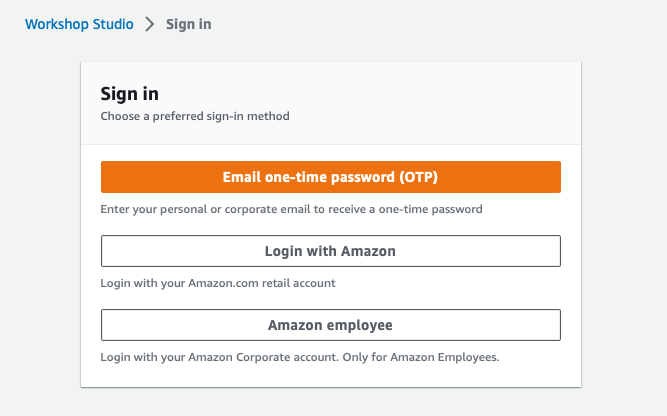 Workshop Studio > Sign in
Sign in
Choose a preferred sign-in method
Email one-time password (OTP)
Enter your personal or corporate email to receive a one-time password
Login with Amazon
Login with your Amazon.com retail account
Amazon employee
Login with your Amazon Corporate account. Only for Amazon Employees.